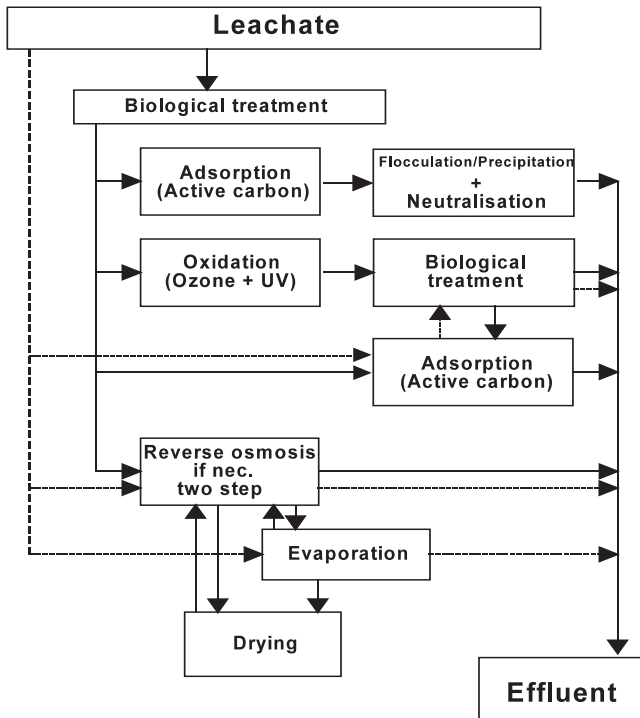 Leachate
Biological treatment
Adsorption
(Active carbon)
Flocculation/Precipitation
+
Neutralisation
Oxidation
(Ozone + UV)
Biological
treatment
Adsorption
(Active carbon)
Reverse osmosis
if nec.
two step
Evaporation
Drying
Effluent